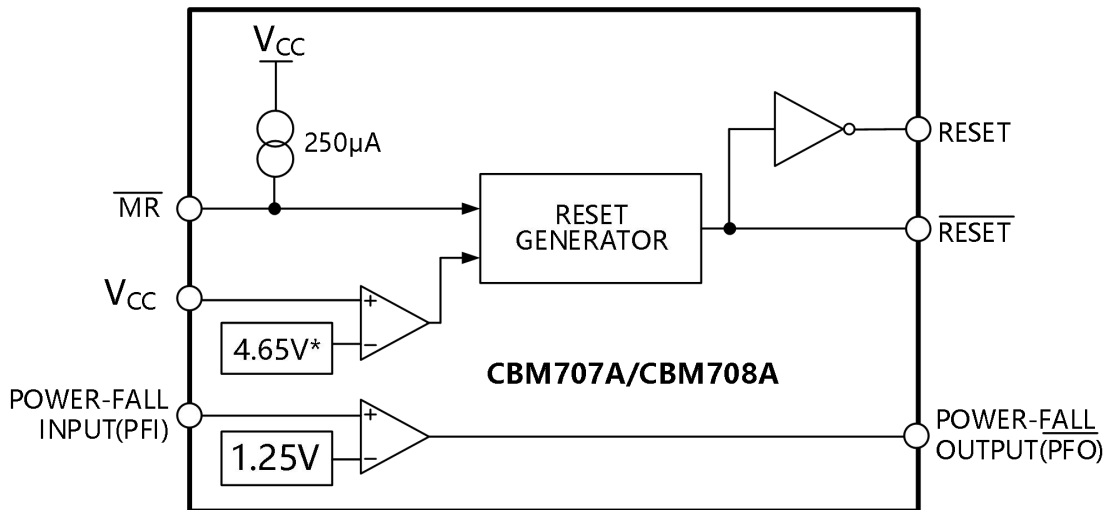 VCC
250μA
MR
RESET
GENERATOR
RESET
RESET
VCC
4.65V*
CBM707A/CBM708A
POWER-FALL
INPUT(PFI)
1.25V
POWER-FALL
OUTPUT(PFO)